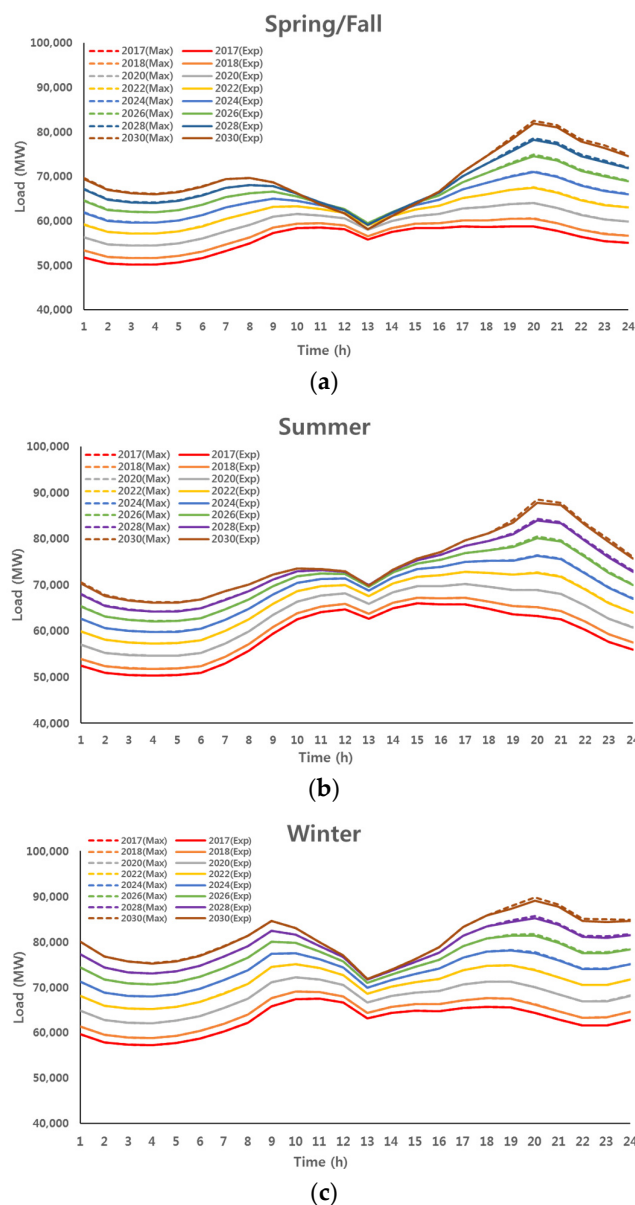 Spring/Fall
100,000
90,000
80,000
70,000
60,000
50,000
40,000
Load (MW)
2017(Max) 2017(Exp)
2018(Max) 2018(Exp)
2020(Max) 2020(Exp)
2022(Max) 2022(Exp)
2024(Max) 2024(Exp)
2026(Max) 2026(Exp)
2028(Max) 2028(Exp)
2030(Max) 2030(Exp)
1 2 3 4 5 6 7 8 9 10 11 12 13 14 15 16 17 18 19 20 21 22 23 24
Time (h)
(a)
Summer
100,000
90,000
80,000
70,000
60,000
50,000
40,000
Load (MW)
2017(Max) 2017(Exp)
2018(Max) 2018(Exp)
2020(Max) 2020(Exp)
2022(Max) 2022(Exp)
2024(Max) 2024(Exp)
2026(Max) 2026(Exp)
2028(Max) 2028(Exp)
2030(Max) 2030(Exp)
1 2 3 4 5 6 7 8 9 10 11 12 13 14 15 16 17 18 19 20 21 22 23 24
Time (h)
(b)
Winter
100,000
90,000
80,000
70,000
60,000
50,000
40,000
Load (MW)
2017(Max) 2017(Exp)
2018(Max) 2018(Exp)
2020(Max) 2020(Exp)
2022(Max) 2022(Exp)
2024(Max) 2024(Exp)
2026(Max) 2026(Exp)
2028(Max) 2028(Exp)
2030(Max) 2030(Exp)
1 2 3 4 5 6 7 8 9 10 11 12 13 14 15 16 17 18 19 20 21 22 23 24
Time (h)
(c)